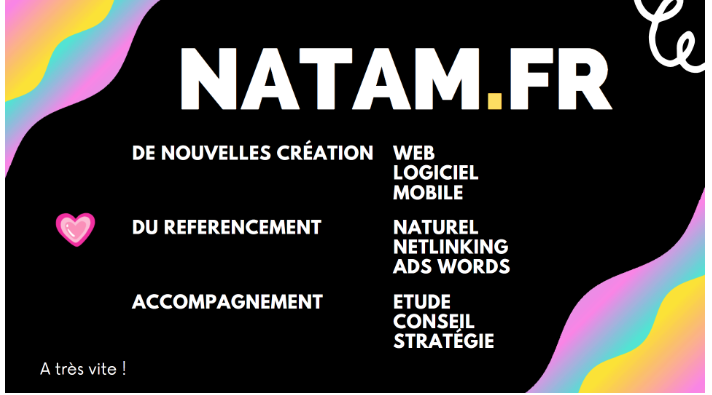 NATAM.FR
DE NOUVELLES CRÉATION WEB
LOGICIEL
MOBILE
DU REFERENCEMENT NATUREL
NETLINKING
ADS WORDS
ACCOMPAGNEMENT ETUDE
CONSEIL
STRATÉGIE
A très vite !